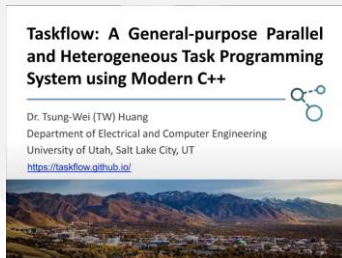 Taskflow: A General-purpose Parallel
and Heterogeneous Task Programming
System using Modern C++
Dr. Tsung-Wei (TW) Huang
Department of Electrical and Computer Engineering
University of Utah, Salt Lake City, UT
https://taskflow.github.io/